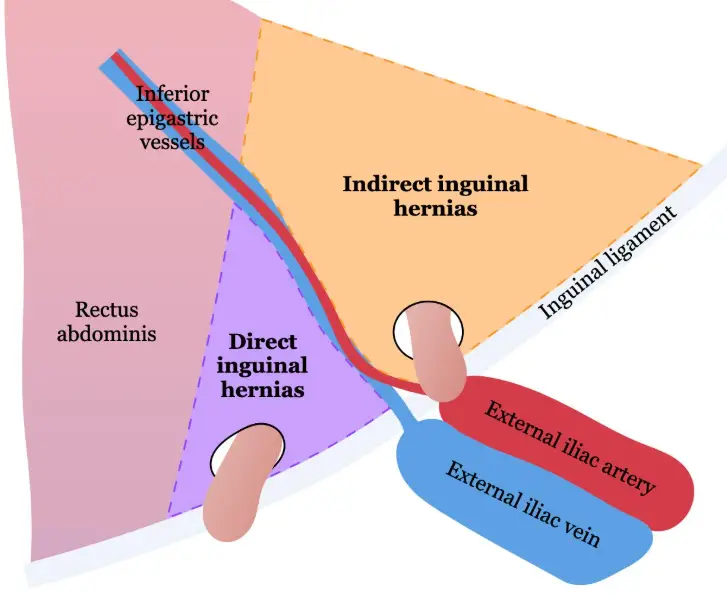 Inferior
epigastric
vessels
Indirect inguinal
hernias
Inguinal ligament
Rectus
abdominis
Direct
inguinal
hernias
External iliac artery
External iliac vein